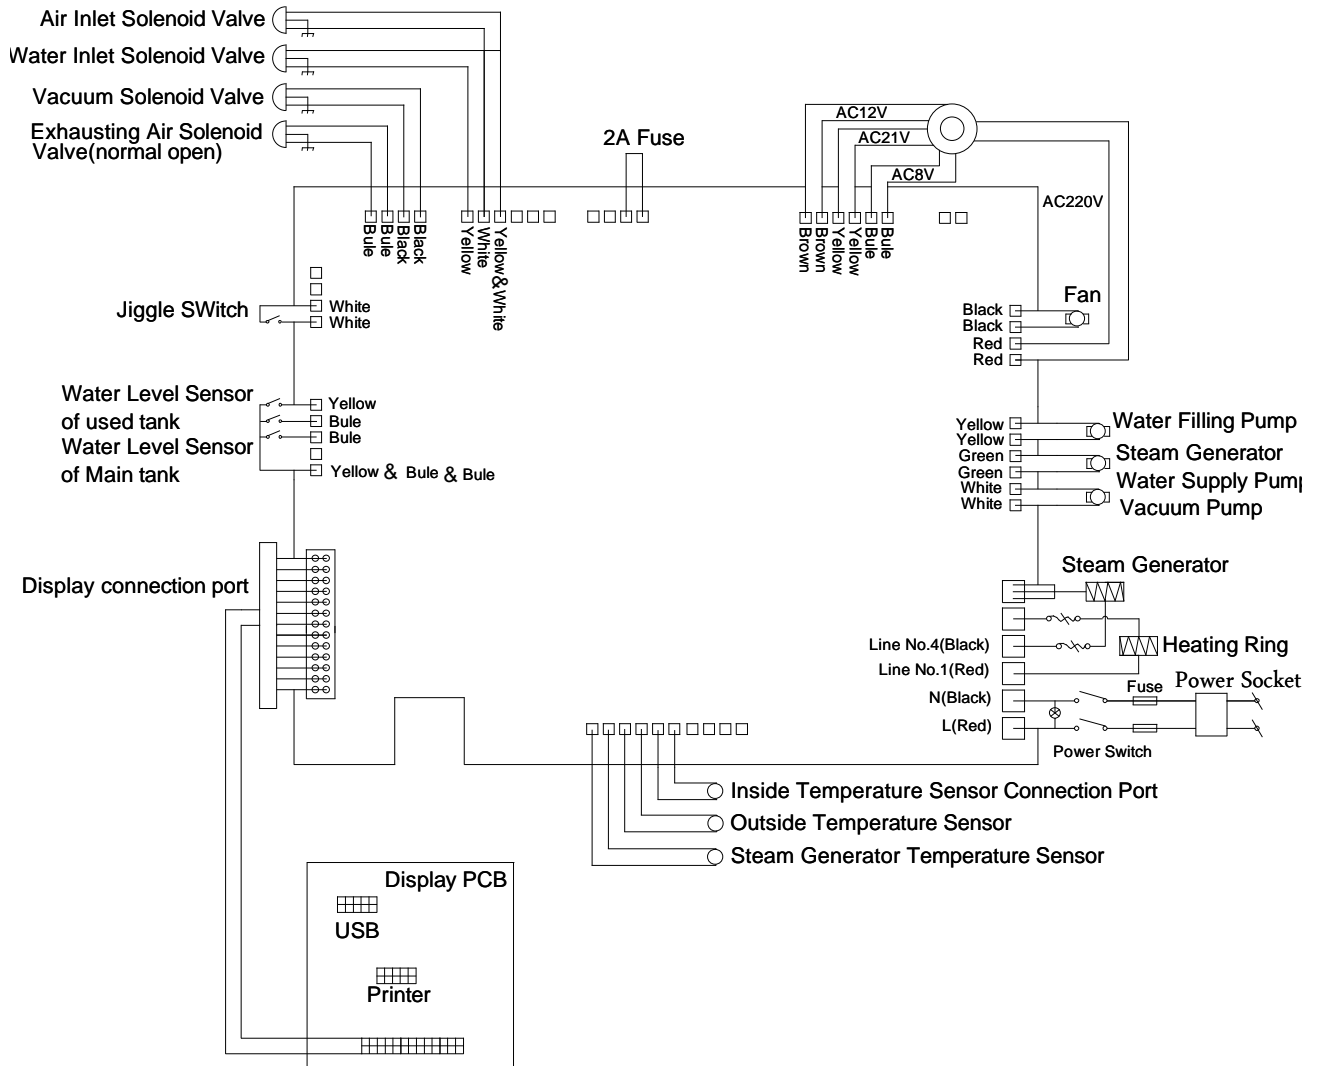 Air Inlet Solenoid Valve
Water Inlet Solenoid Valve
Vacuum Solenoid Valve
Exhausting Air Solenoid
Valve(normal open)
2A Fuse
AC12V
AC21V
AC8V
AC220V
Bule
Bule
Black
Black
Yellow
White
Yellow&White
Brown
Brown
Yellow
Yellow
Bule
Bule
Jiggle SWitch
White
White
Fan
Black
Black
Red
Red
Water Level Sensor
of used tank
Water Level Sensor
of Main tank
Yellow
Bule
Bule
Yellow & Bule & Bule
Yellow
Yellow
Green
Green
White
White
Water Filling Pump
Steam Generator
Water Supply Pump
Vacuum Pump
Display connection port
Steam Generator
Line No.4(Black)
Heating Ring
Line No.1(Red)
N(Black)
Fuse
Power Socket
L(Red)
Power Switch
Inside Temperature Sensor Connection Port
Outside Temperature Sensor
Steam Generator Temperature Sensor
Display PCB
USB
Printer